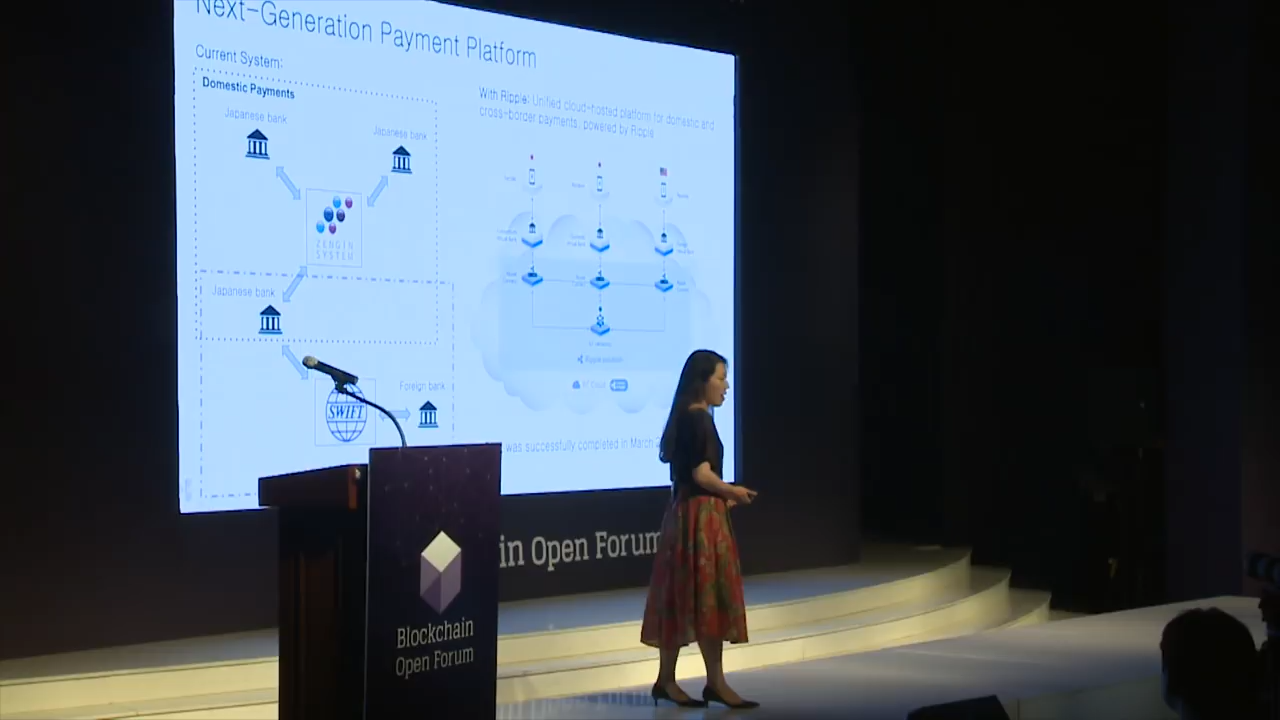 Next-Generation Payment Platform
Current System:
Domestic Payments
Japanese bank
Japanese bank
ZENGIN
SYSTEM
Japanese bank
Foreign bank
SWIFT
With Ripple: Unified cloud-hosted platform for domestic and
cross-border payments, powered by Ripple
Ripple solution
was successfully completed in March
in Open Forum
Blockchain
Open Forum